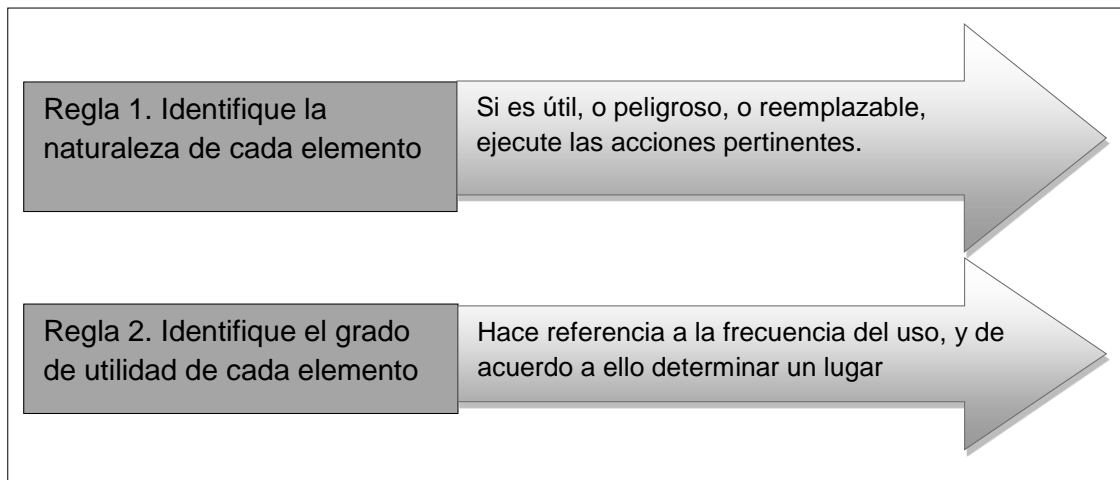 Regla 1. Identifique la
naturaleza de cada elemento
Si es útil, o peligroso, o reemplazable,
ejecute las acciones pertinentes.
Regla 2. Identifique el grado
de utilidad de cada elemento
Hace referencia a la frecuencia del uso, y de
acuerdo a ello determinar un lugar